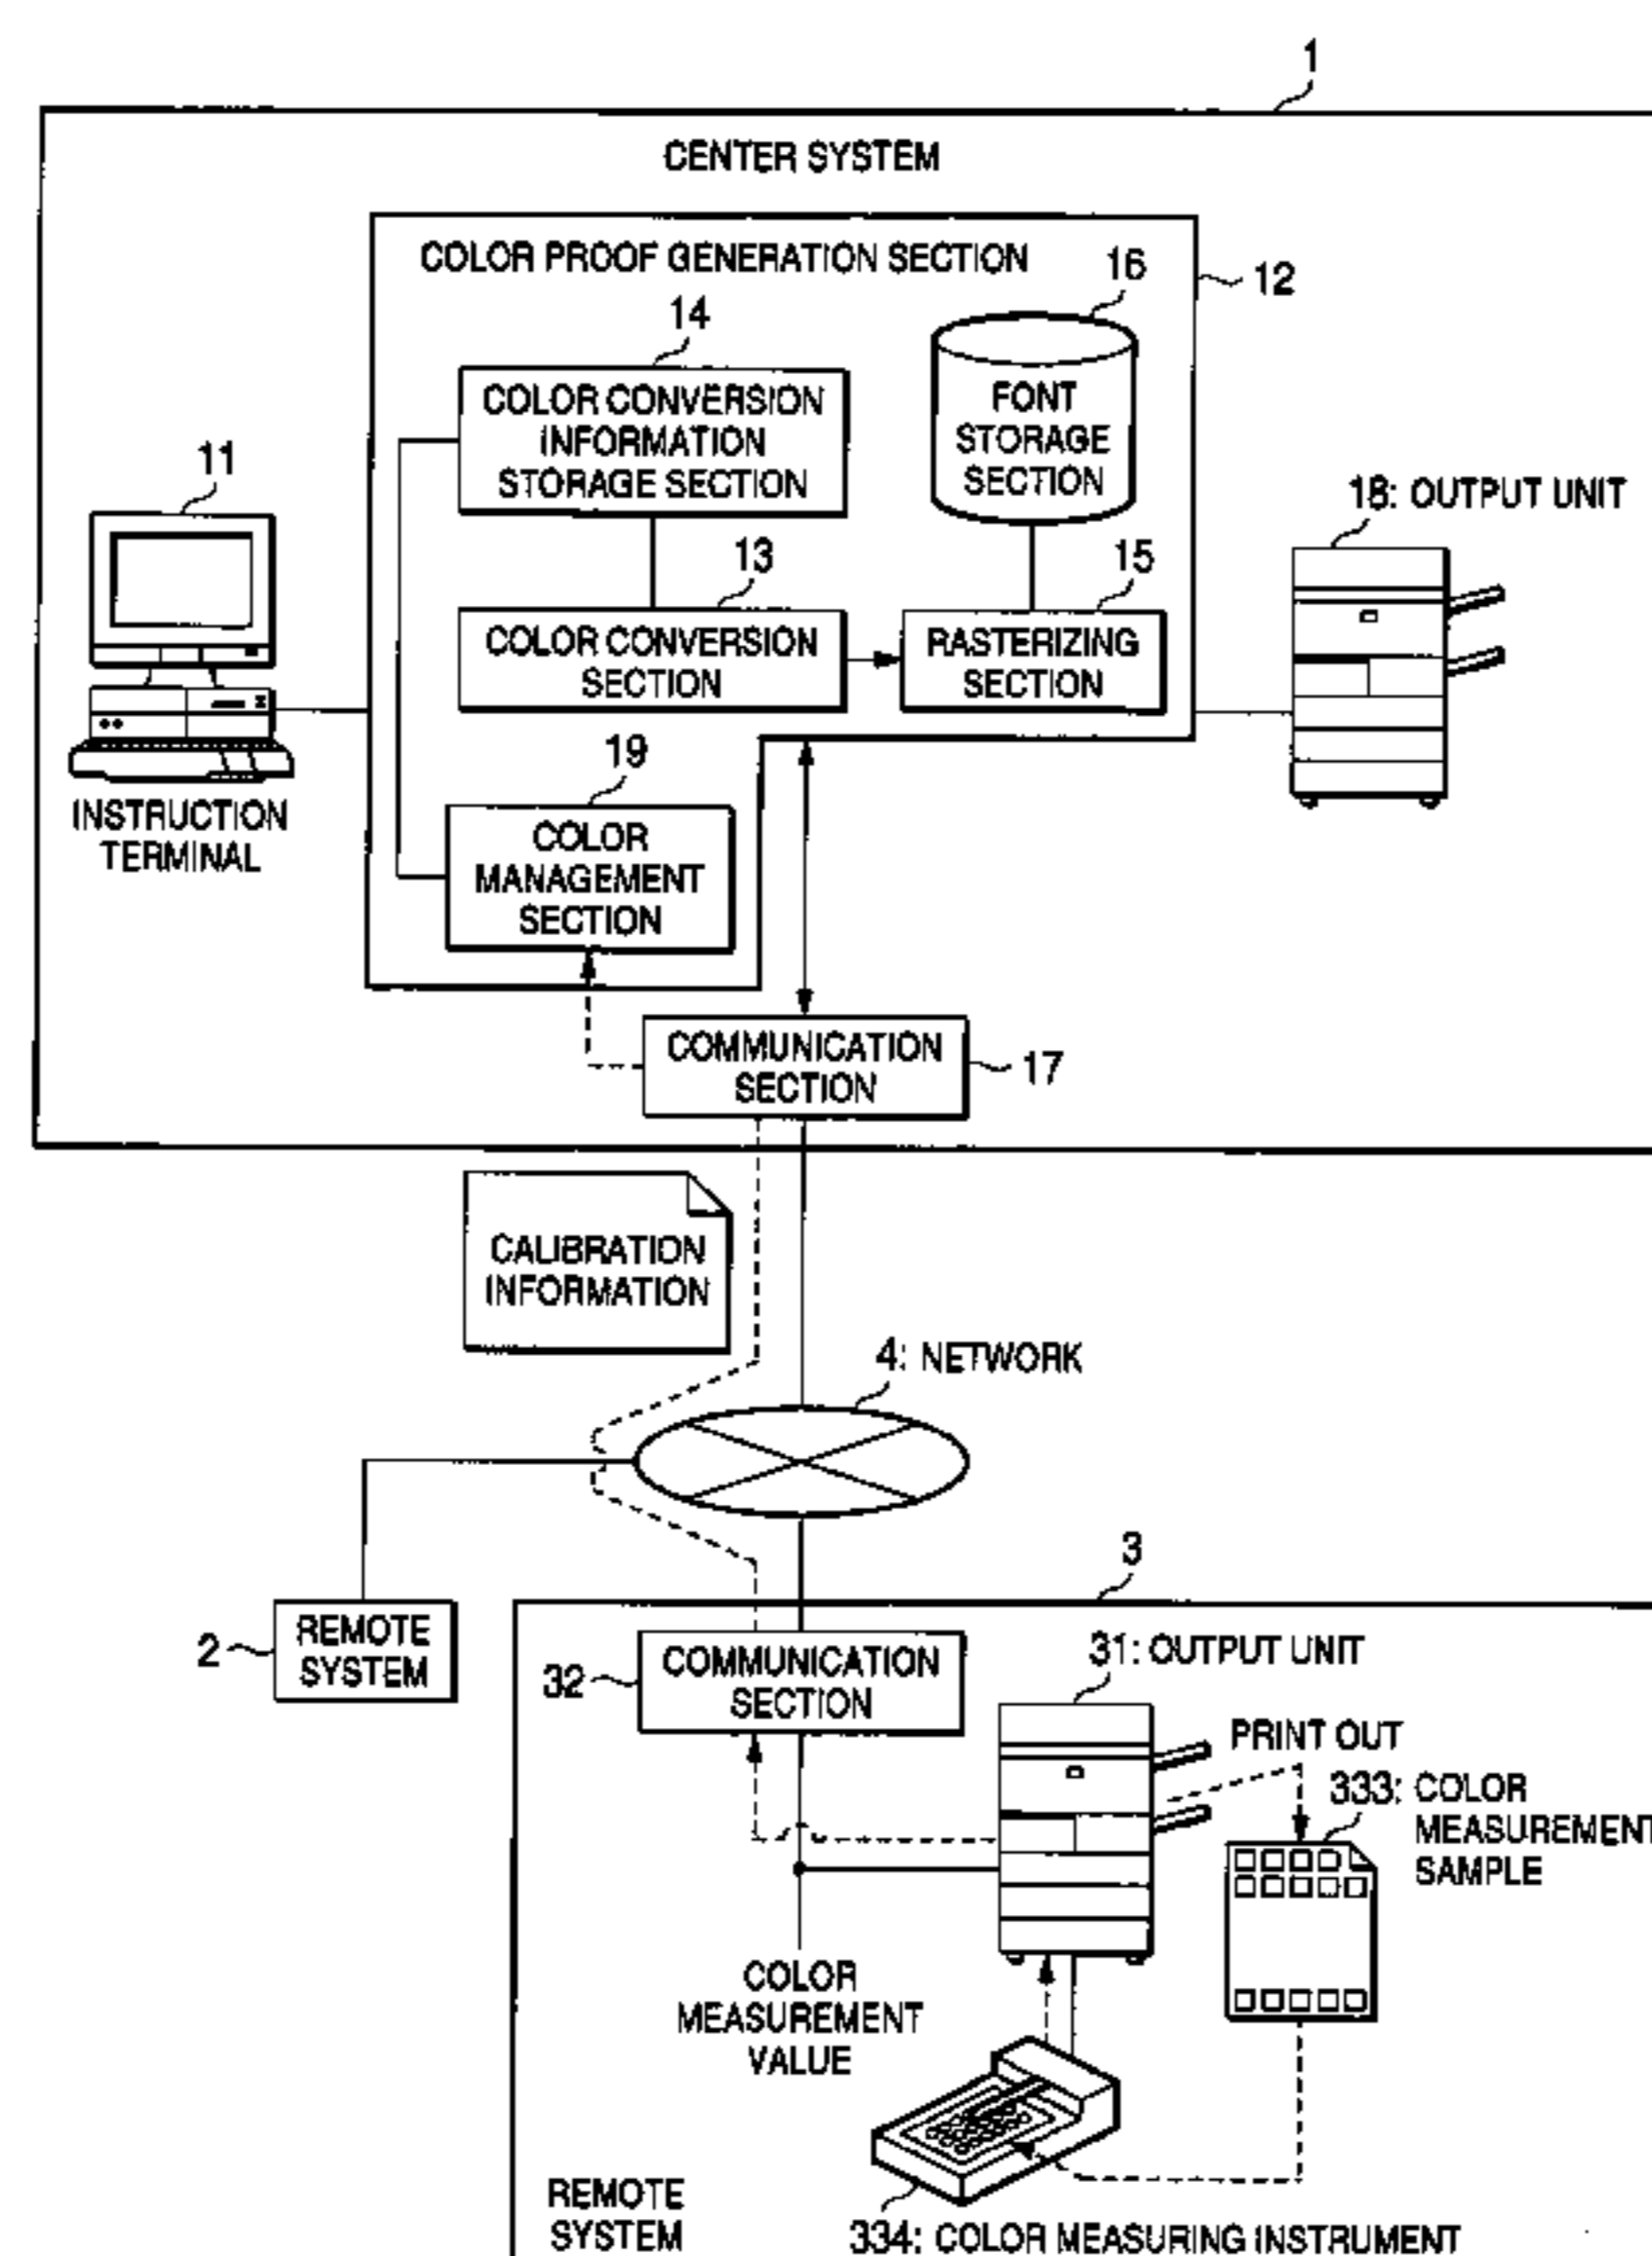 1
CENTER SYSTEM
COLOR PROOF GENERATION SECTION
16
12
14
COLOR CONVERSION
INFORMATION
STORAGE SECTION
FONT
STORAGE
SECTION
11
18: OUTPUT UNIT
13
15
COLOR CONVERSION
SECTION
RASTERIZING
SECTION
19
INSTRUCTION
TERMINAL
COLOR
MANAGEMENT
SECTION
COMMUNICATION
SECTION
17
CALIBRATION
INFORMATION
4: NETWORK
3
2
REMOTE
SYSTEM
32
COMMUNICATION
SECTION
31: OUTPUT UNIT
PRINT OUT
333: COLOR
MEASUREMENT
SAMPLE
COLOR
MEASUREMENT
VALUE
REMOTE
SYSTEM
334: COLOR MEASURING INSTRUMENT